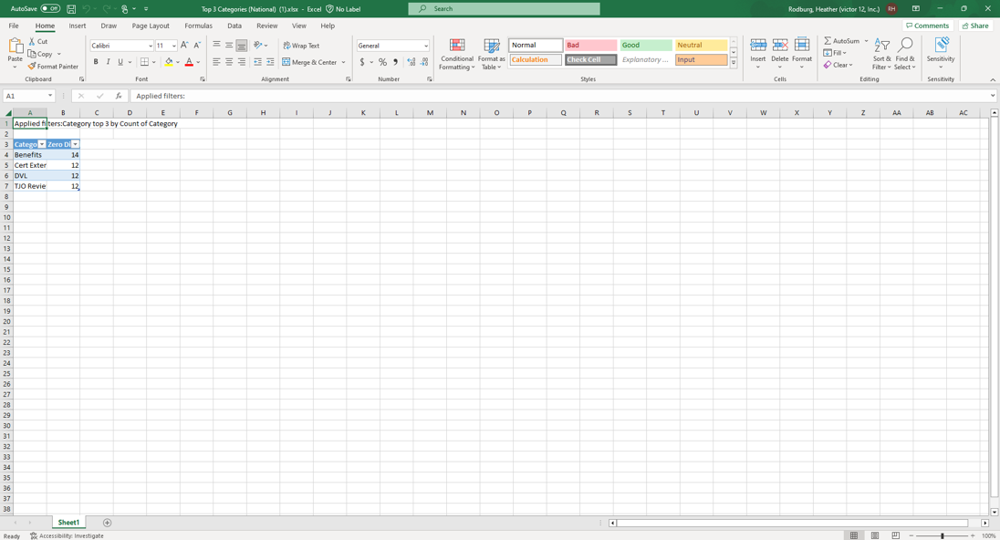 AutoSave Off Top 3 Categories (National) (1).xlsx - Excel No Label Search Rodburg, Heather (victor 12, Inc.) RH
File Home Insert Draw Page Layout Formulas Data Review View Help Comments Share
Paste Cut Copy Format Painter Clipboard
Calibri 11 A^ A˅ B I U A Font
Wrap Text Merge & Center Alignment
General $ % , Number
Conditional Formatting Format as Table Normal Bad Good Neutral Calculation Check Cell Explanatory ... Input Styles
Insert Delete Format Cells
AutoSum Fill Clear Sort & Filter Find & Select Editing
Sensitivity Sensitivity
A1 fx Applied filters:
A B C D E F G H I J K L M N O P Q R S T U V W X Y Z AA AB AC
1 Applied filters:Category top 3 by Count of Category
2
3 Catego Zero Di
4 Benefits 14
5 Cert Exter 12
6 DVL 12
7 TJO Revie 12
8
9
10
11
12
13
14
15
16
17
18
19
20
21
22
23
24
25
26
27
28
29
30
31
32
33
34
35
36
37
38
Sheet1
Ready Accessibility: Investigate 100%